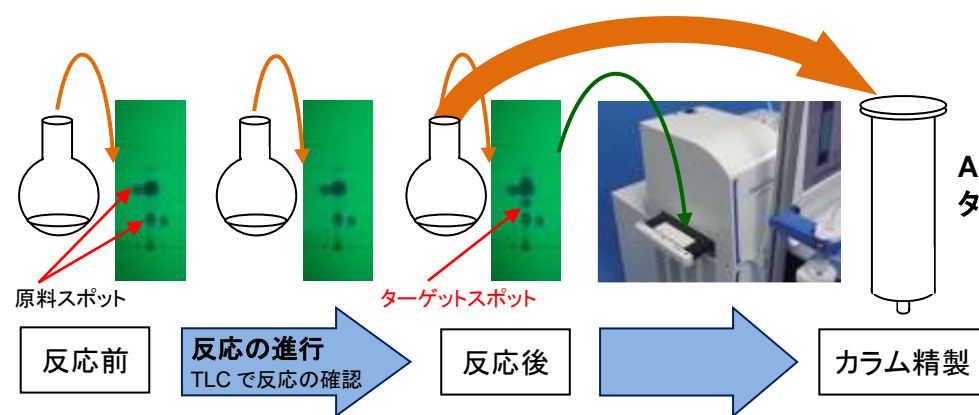 A
タ
原料スポット
ターゲットスポット
反応前
反応の進行
TLC で反応の確認
反応後
カラム精製